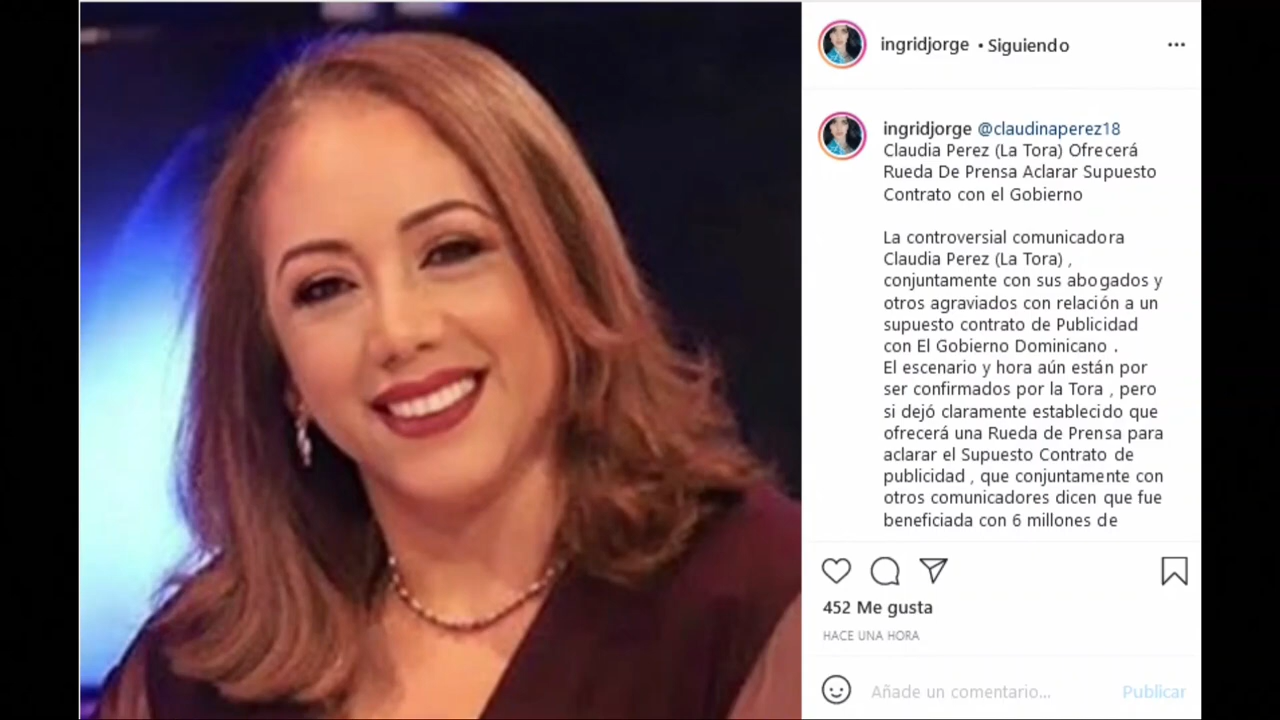 ingridjorge • Siguiendo
ingridjorge @claudinaperez18
Claudia Perez (La Tora) Ofrecerá
Rueda De Prensa Aclarar Supuesto
Contrato con el Gobierno
La controversial comunicadora
Claudia Perez (La Tora) ,
conjuntamente con sus abogados y
otros agraviados con relación a un
supuesto contrato de Publicidad
con El Gobierno Dominicano .
El escenario y hora aún están por
ser confirmados por la Tora , pero
si dejó claramente establecido que
ofrecerá una Rueda de Prensa para
aclarar el Supuesto Contrato de
publicidad , que conjuntamente con
otros comunicadores dicen que fue
beneficiada con 6 millones de
452 Me gusta
HACE UNA HORA
Añade un comentario... Publicar